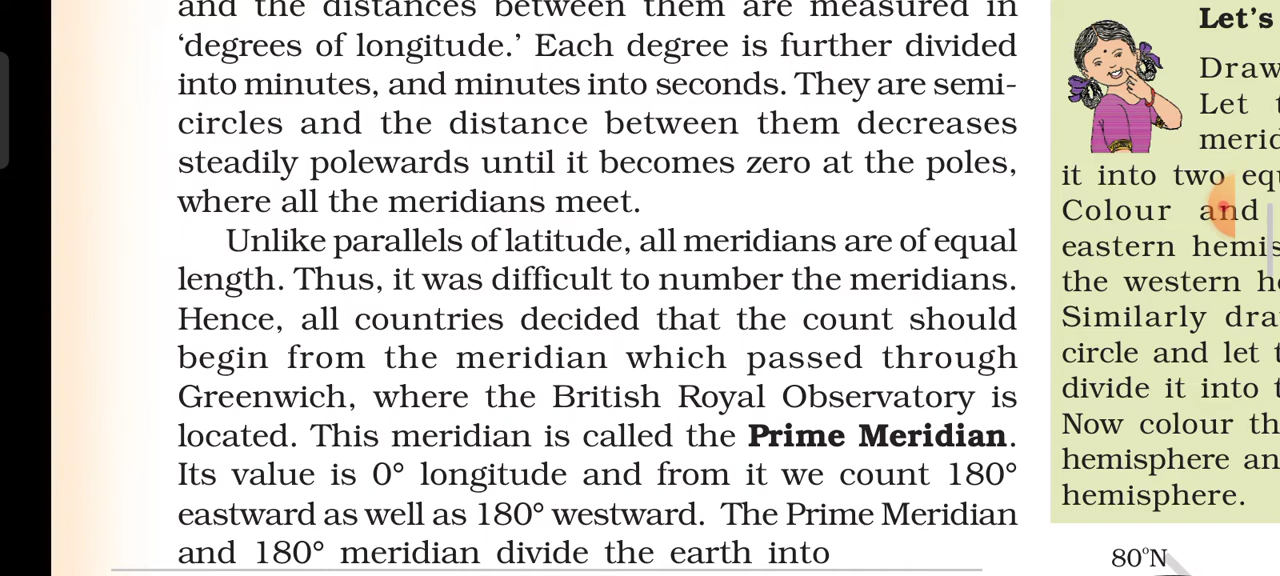 and the distances between them are measured in
‘degrees of longitude.’ Each degree is further divided
into minutes, and minutes into seconds. They are semi-
circles and the distance between them decreases
steadily polewards until it becomes zero at the poles,
where all the meridians meet.
Unlike parallels of latitude, all meridians are of equal
length. Thus, it was difficult to number the meridians.
Hence, all countries decided that the count should
begin from the meridian which passed through
Greenwich, where the British Royal Observatory is
located. This meridian is called the Prime Meridian.
Its value is 0° longitude and from it we count 180°
eastward as well as 180° westward. The Prime Meridian
and 180° meridian divide the earth into
Let’s
Draw
Let
merid
it into two equ
Colour and
eastern hemis
the western h
Similarly dra
circle and let t
divide it into t
Now colour th
hemisphere an
hemisphere.
80°N